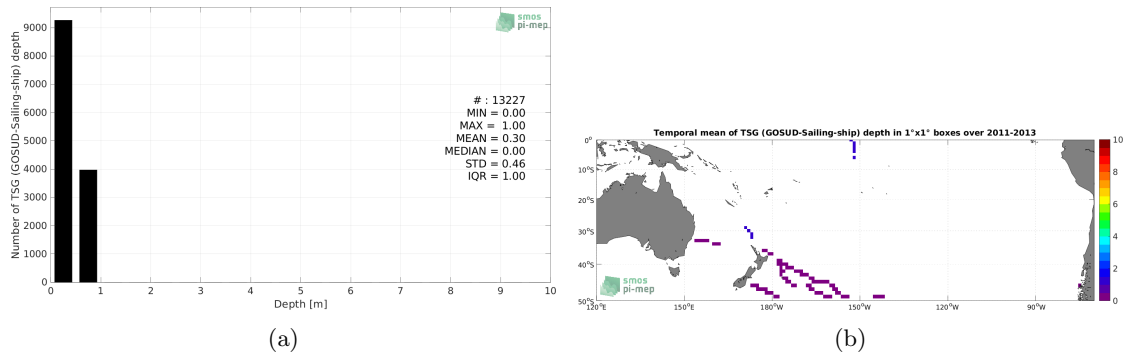 smos
pi-mep
9000
8000
7000
6000
5000
4000
3000
2000
1000
0
Number of TSG (GOSUD-Sailing-ship) depth
# : 13227
MIN = 0.00
MAX = 1.00
MEAN = 0.30
MEDIAN = 0.00
STD = 0.46
IQR = 1.00
0 1 2 3 4 5 6 7 8 9 10
Depth [m]
(a)
Temporal mean of TSG (GOSUD-Sailing-ship) depth in 1°x1° boxes over 2011-2013
0°
10°S
20°S
30°S
40°S
50°S
120°E 150°E 180°W 150°W 120°W 90°W
smos
pi-mep
10
8
6
4
2
0
(b)